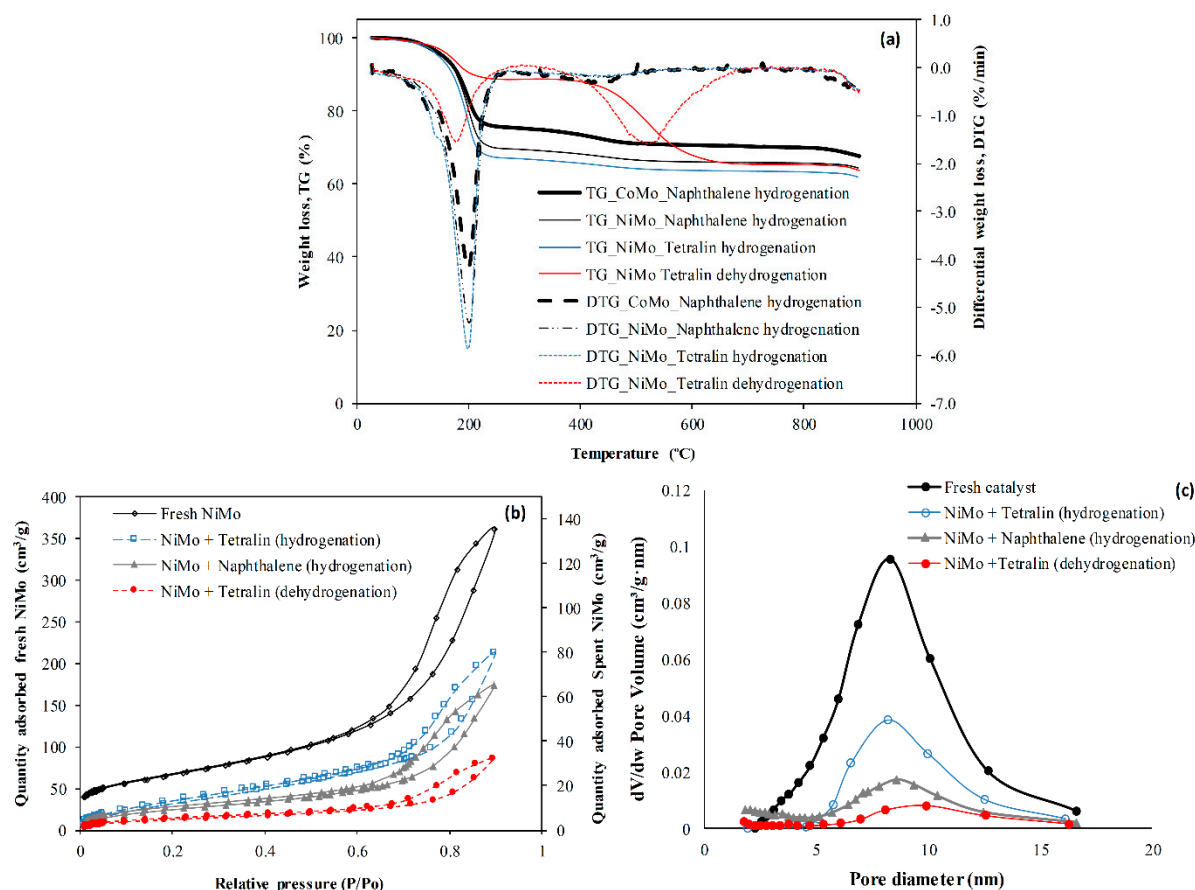 (a)
Weight loss, TG (%)
100
80
60
40
20
0
1.0
0.0
-1.0
-2.0
-3.0
-4.0
-5.0
-6.0
-7.0
Differential weight loss, DTG (%/min)
TG_CoMo_Naphthalene hydrogenation
TG_NiMo_Naphthalene hydrogenation
TG_NiMo_Tetralin hydrogenation
TG_NiMo Tetralin dehydrogenation
DTG_CoMo_Naphthalene hydrogenation
DTG_NiMo_Naphthalene hydrogenation
DTG_NiMo_Tetralin hydrogenation
DTG_NiMo_Tetralin dehydrogenation
0 200 400 600 800 1000
Temperature (°C)
(b)
Quantity adsorbed fresh NiMo (cm³/g)
400
350
300
250
200
150
100
50
0
Fresh NiMo
NiMo + Tetralin (hydrogenation)
NiMo + Naphthalene (hydrogenation)
NiMo + Tetralin (dehydrogenation)
140
120
100
80
60
40
20
0
Quantity adsorbed Spent NiMo (cm³/g)
0 0.2 0.4 0.6 0.8 1
Relative pressure (P/Po)
(c)
dV/dw Pore Volume (cm³/g·nm)
0.12
0.1
0.08
0.06
0.04
0.02
0
Fresh catalyst
NiMo + Tetralin (hydrogenation)
NiMo + Naphthalene (hydrogenation)
NiMo +Tetralin (dehydrogenation)
0 5 10 15 20
Pore diameter (nm)